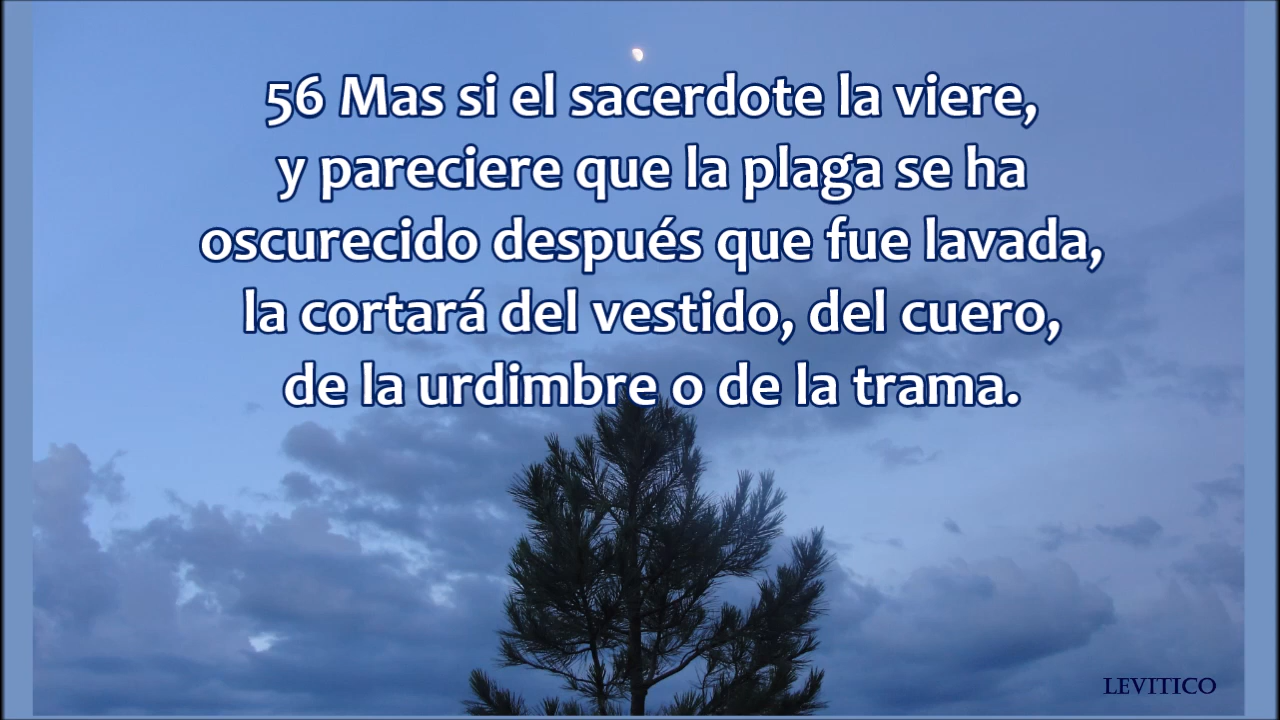 56 Mas si el sacerdote la viere,
y pareciere que la plaga se ha
oscurecido después que fue lavada,
la cortará del vestido, del cuero,
de la urdimbre o de la trama.
LEVITICO